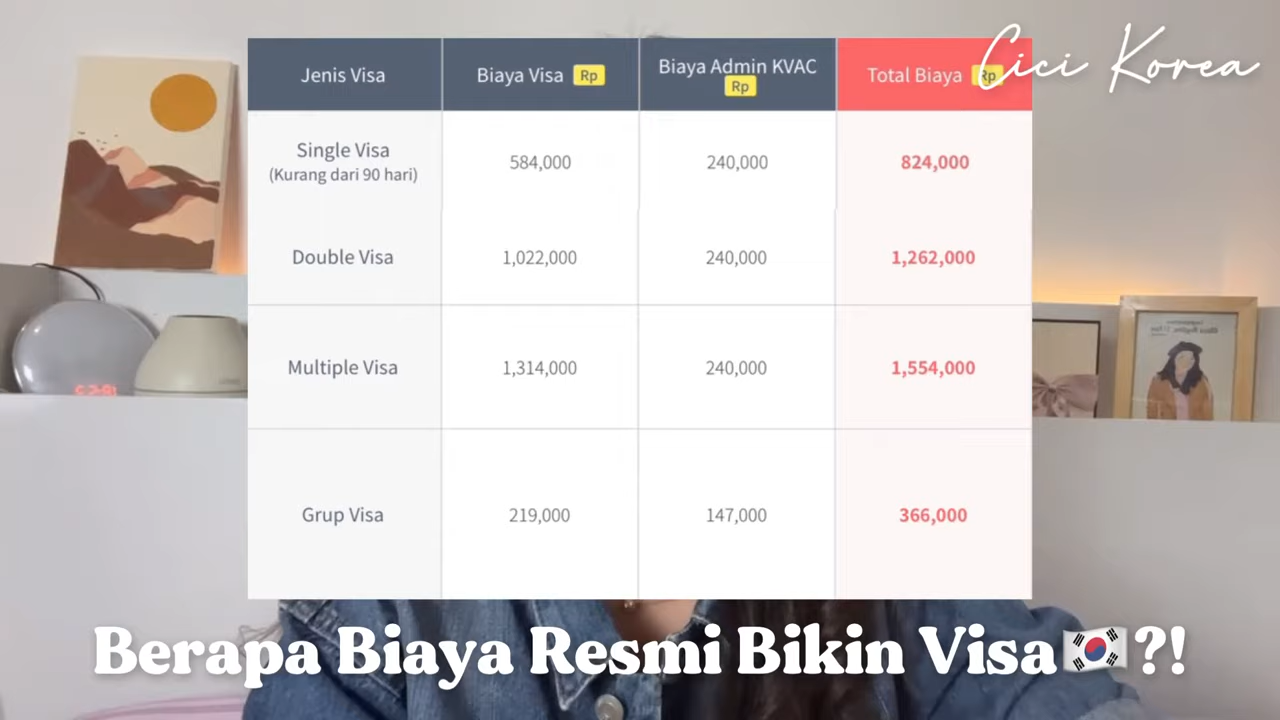 Cici Korea
Jenis Visa
Biaya Visa Rp
Biaya Admin KVAC
Rp
Total Biaya Rp
Single Visa
(Kurang dari 90 hari)
584,000
240,000
824,000
Double Visa
1,022,000
240,000
1,262,000
Multiple Visa
1,314,000
240,000
1,554,000
Grup Visa
219,000
147,000
366,000
Berapa Biaya Resmi Bikin Visa🇰🇷?!